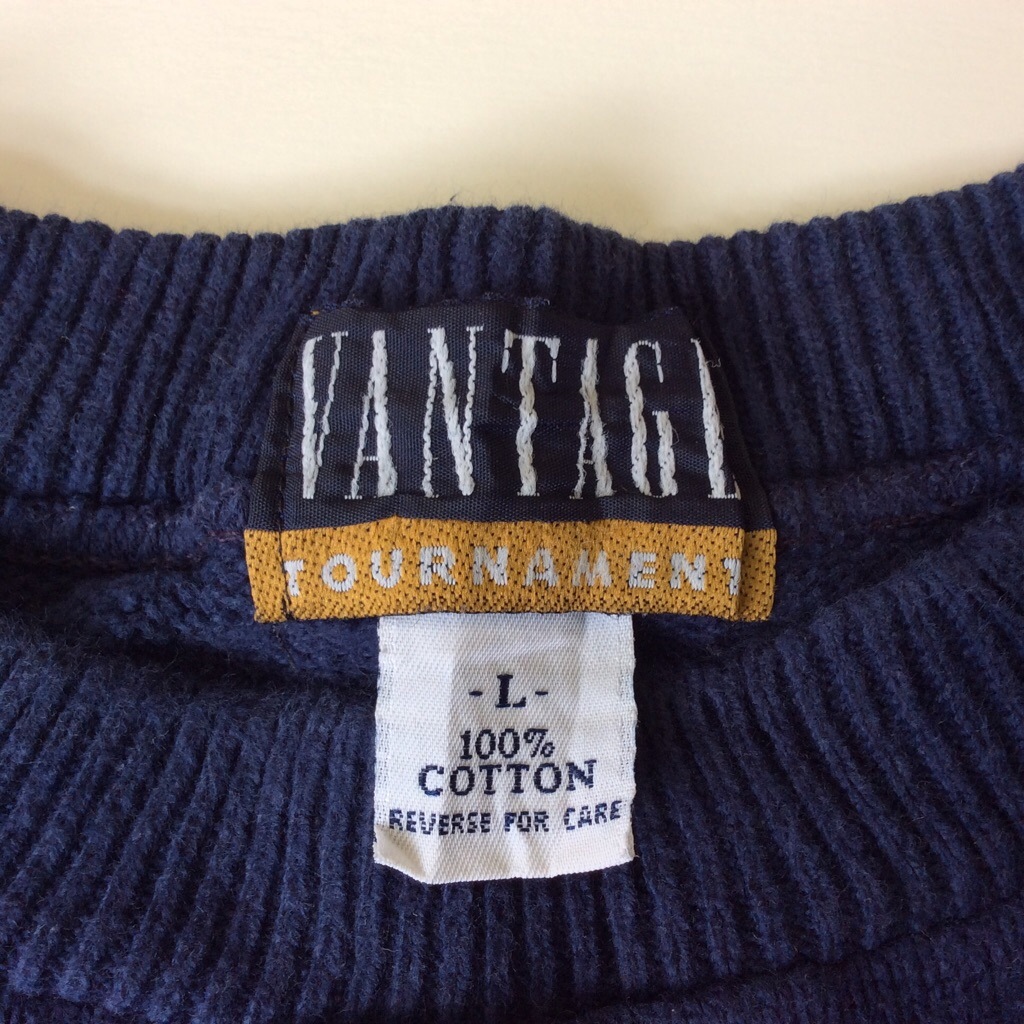 VANTAGE
TOURNAMENT
-L-
100%
COTTON
REVERSE FOR CARE